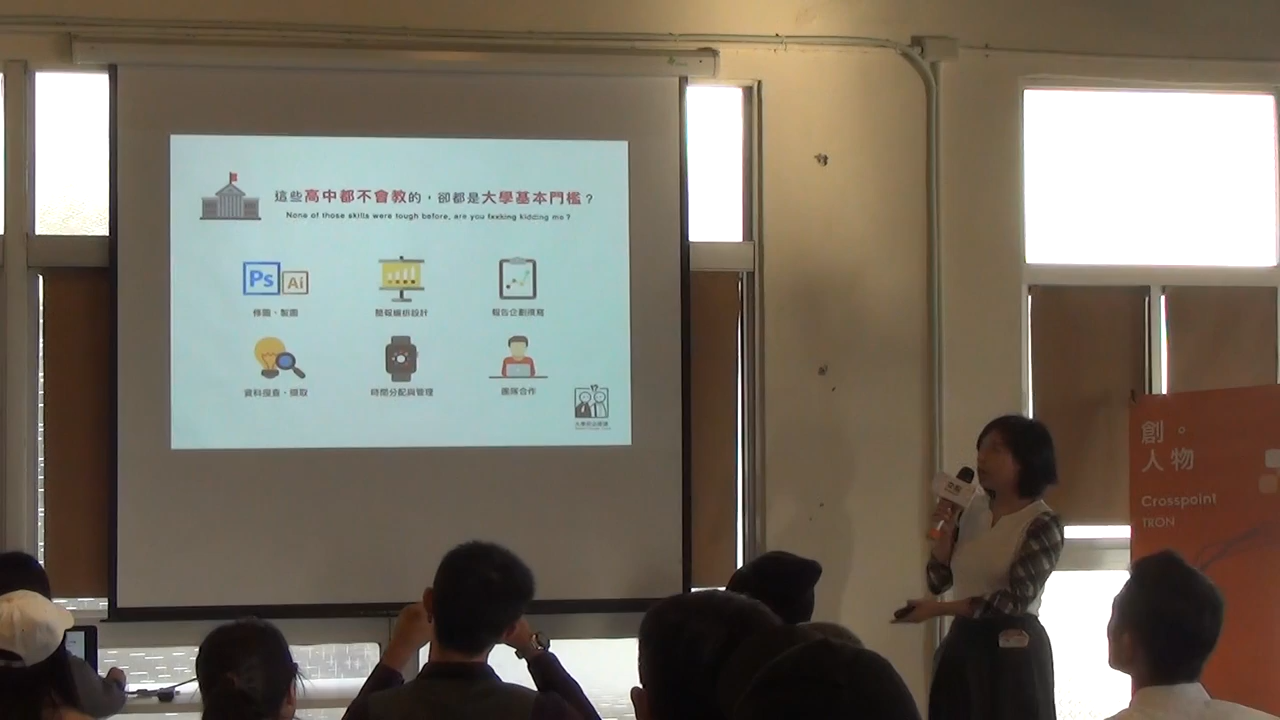 這些高中都不會教的，卻都是大學基本門檻？
None of those skills were tough before, are you fxxking kidding me?
Ps
Ai
修圖、製圖
簡報編排設計
報告企劃撰寫
資料搜查、擷取
時間分配與管理
團隊合作
!?
創。
人物
Crosspoint
TRON